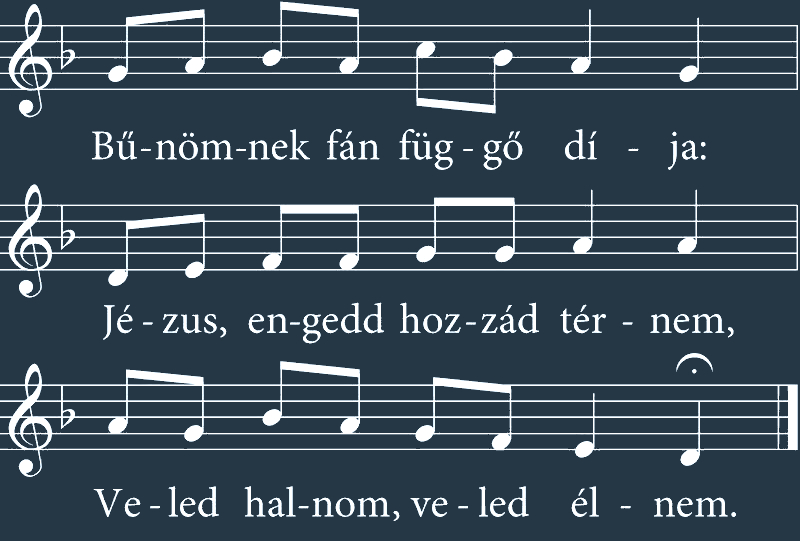 Bű-nöm-nek fán füg-gő dí - ja:
Jé-zus, en-gedd hoz-zád tér - nem,
Ve-led hal-nom, ve-led él - nem.